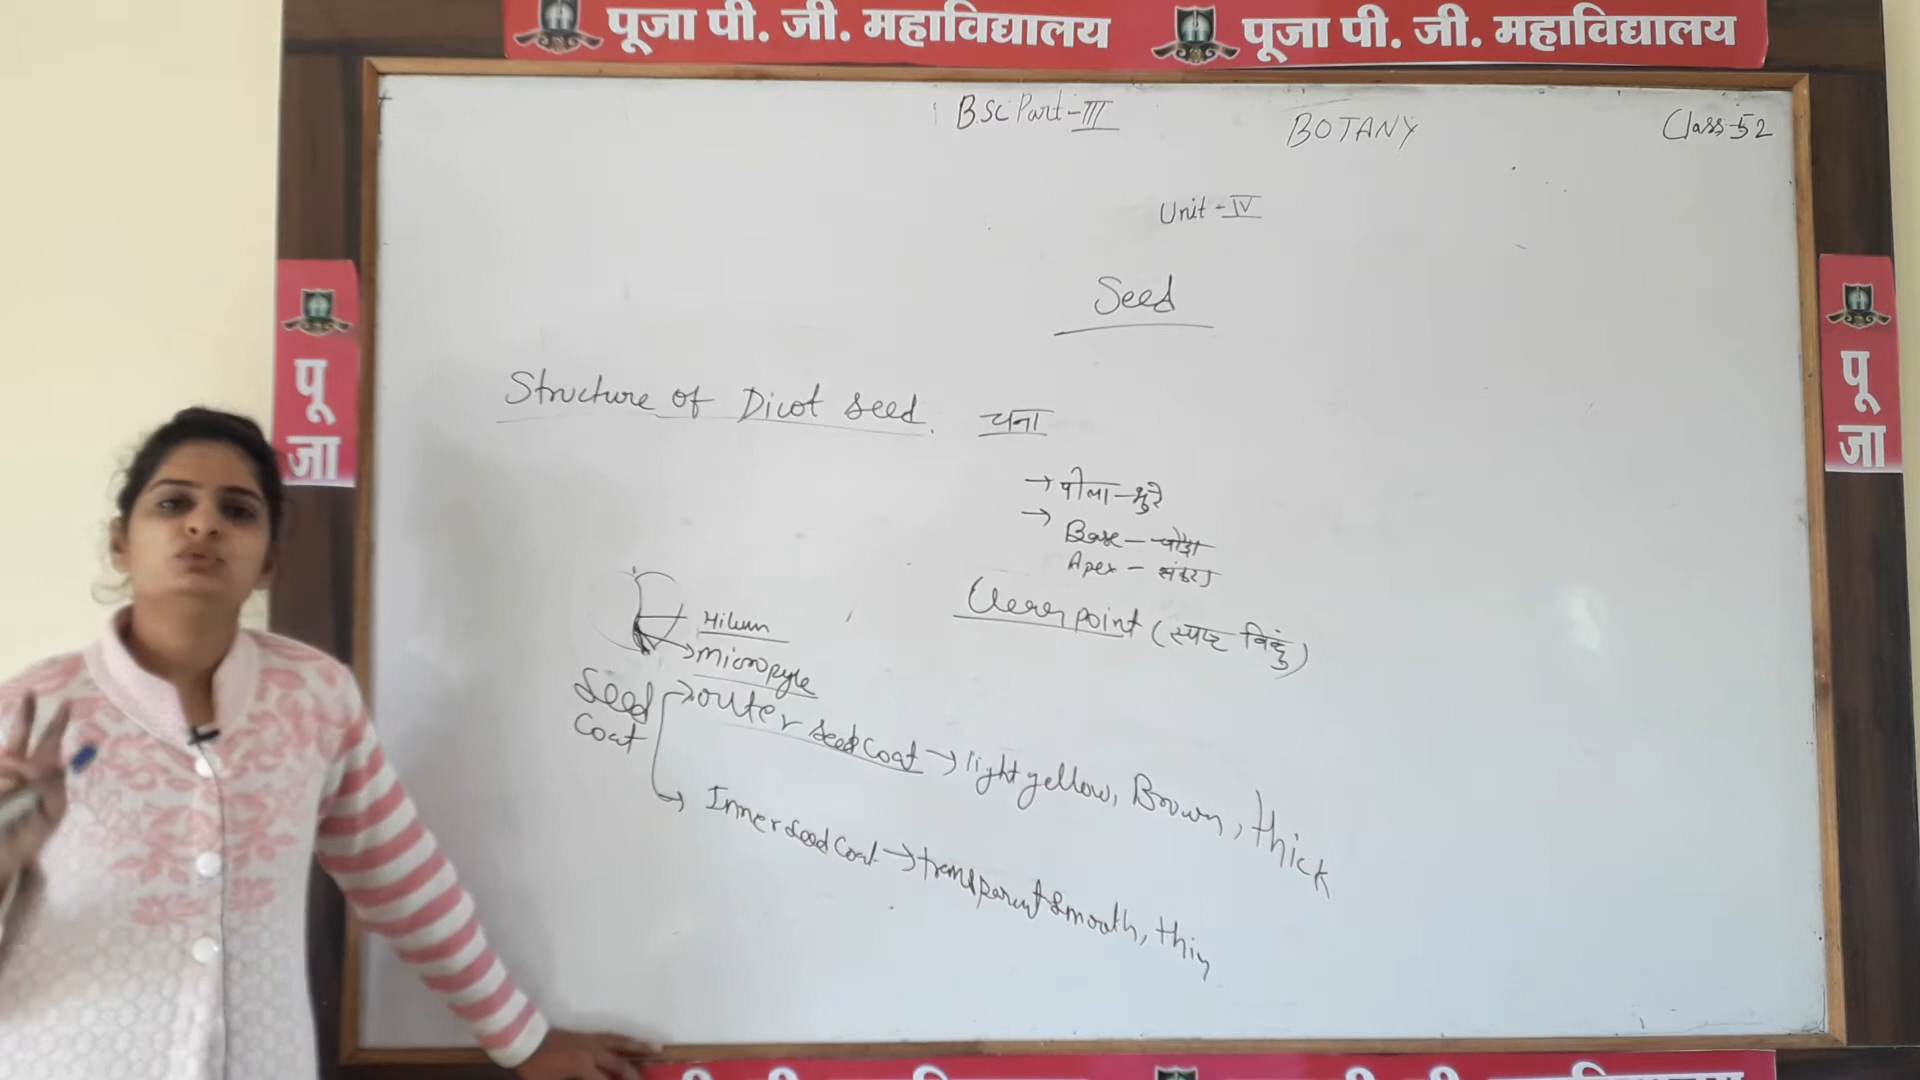 पूजा पी. जी. महाविद्यालय पूजा पी. जी. महाविद्यालय
B.Sc Part-III BOTANY Class-52
Unit-IV
Seed
पूजा
पूजा
Structure of Dicot seed. चना
→ पीला-भुरे
→ Base - चौड़ा
Apex - संकरा
Clear point (स्पष्ट बिंदु)
Hilum
→ Micropyle
Seed Coat
→ outer seed coat → light yellow, Brown, thick
→ Inner seed coat → transparent smooth, thin